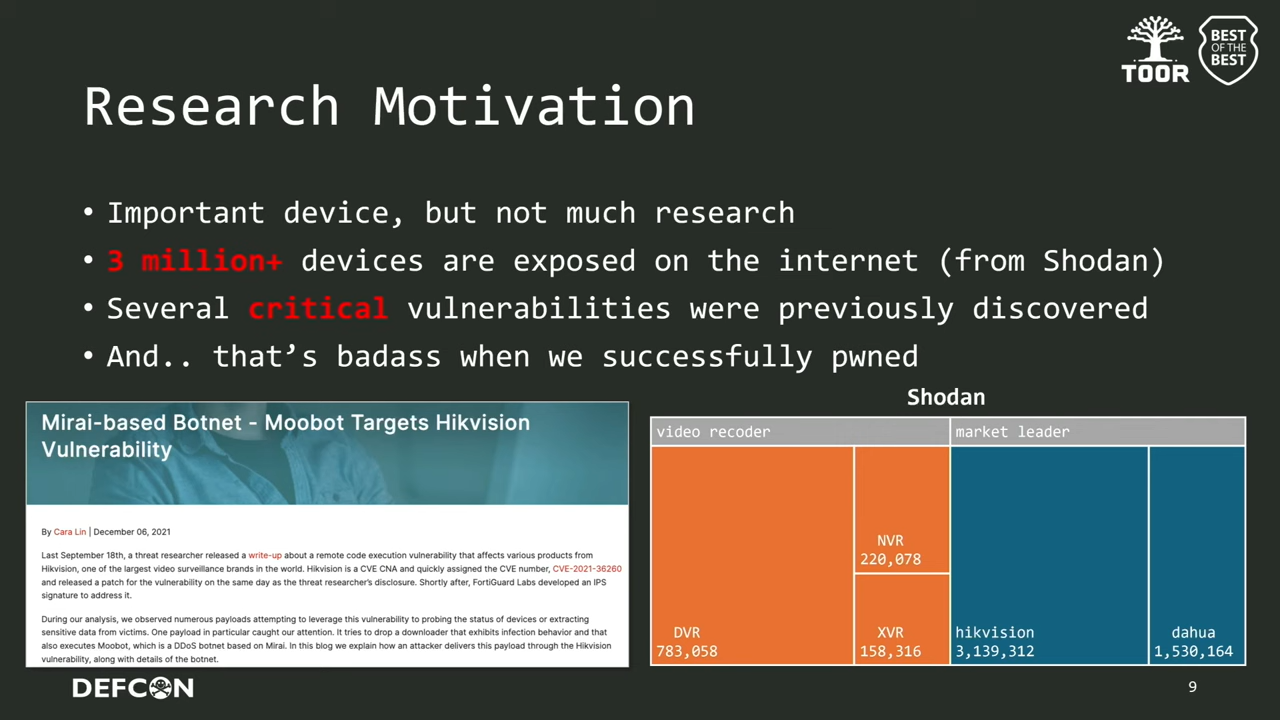 TOOR
BEST
OF THE
BEST
Research Motivation
• Important device, but not much research
• 3 million+ devices are exposed on the internet (from Shodan)
• Several critical vulnerabilities were previously discovered
• And.. that’s badass when we successfully pwned
Mirai-based Botnet - Moobot Targets Hikvision
Vulnerability
By Cara Lin | December 06, 2021
Last September 18th, a threat researcher released a write-up about a remote code execution vulnerability that affects various products from
Hikvision, one of the largest video surveillance brands in the world. Hikvision is a CVE CNA and quickly assigned the CVE number, CVE-2021-36260
and released a patch for the vulnerability on the same day as the threat researcher's disclosure. Shortly after, FortiGuard Labs developed an IPS
signature to address it.
During our analysis, we observed numerous payloads attempting to leverage this vulnerability to probing the status of devices or extracting
sensitive data from victims. One payload in particular caught our attention. It tries to drop a downloader that exhibits infection behavior and that
also executes Moobot, which is a DDoS botnet based on Mirai. In this blog we explain how an attacker delivers this payload through the Hikvision
vulnerability, along with details of the botnet.
Shodan
video recoder
market leader
DVR
783,058
NVR
220,078
XVR
158,316
hikvision
3,139,312
dahua
1,530,164
DEFCON
9